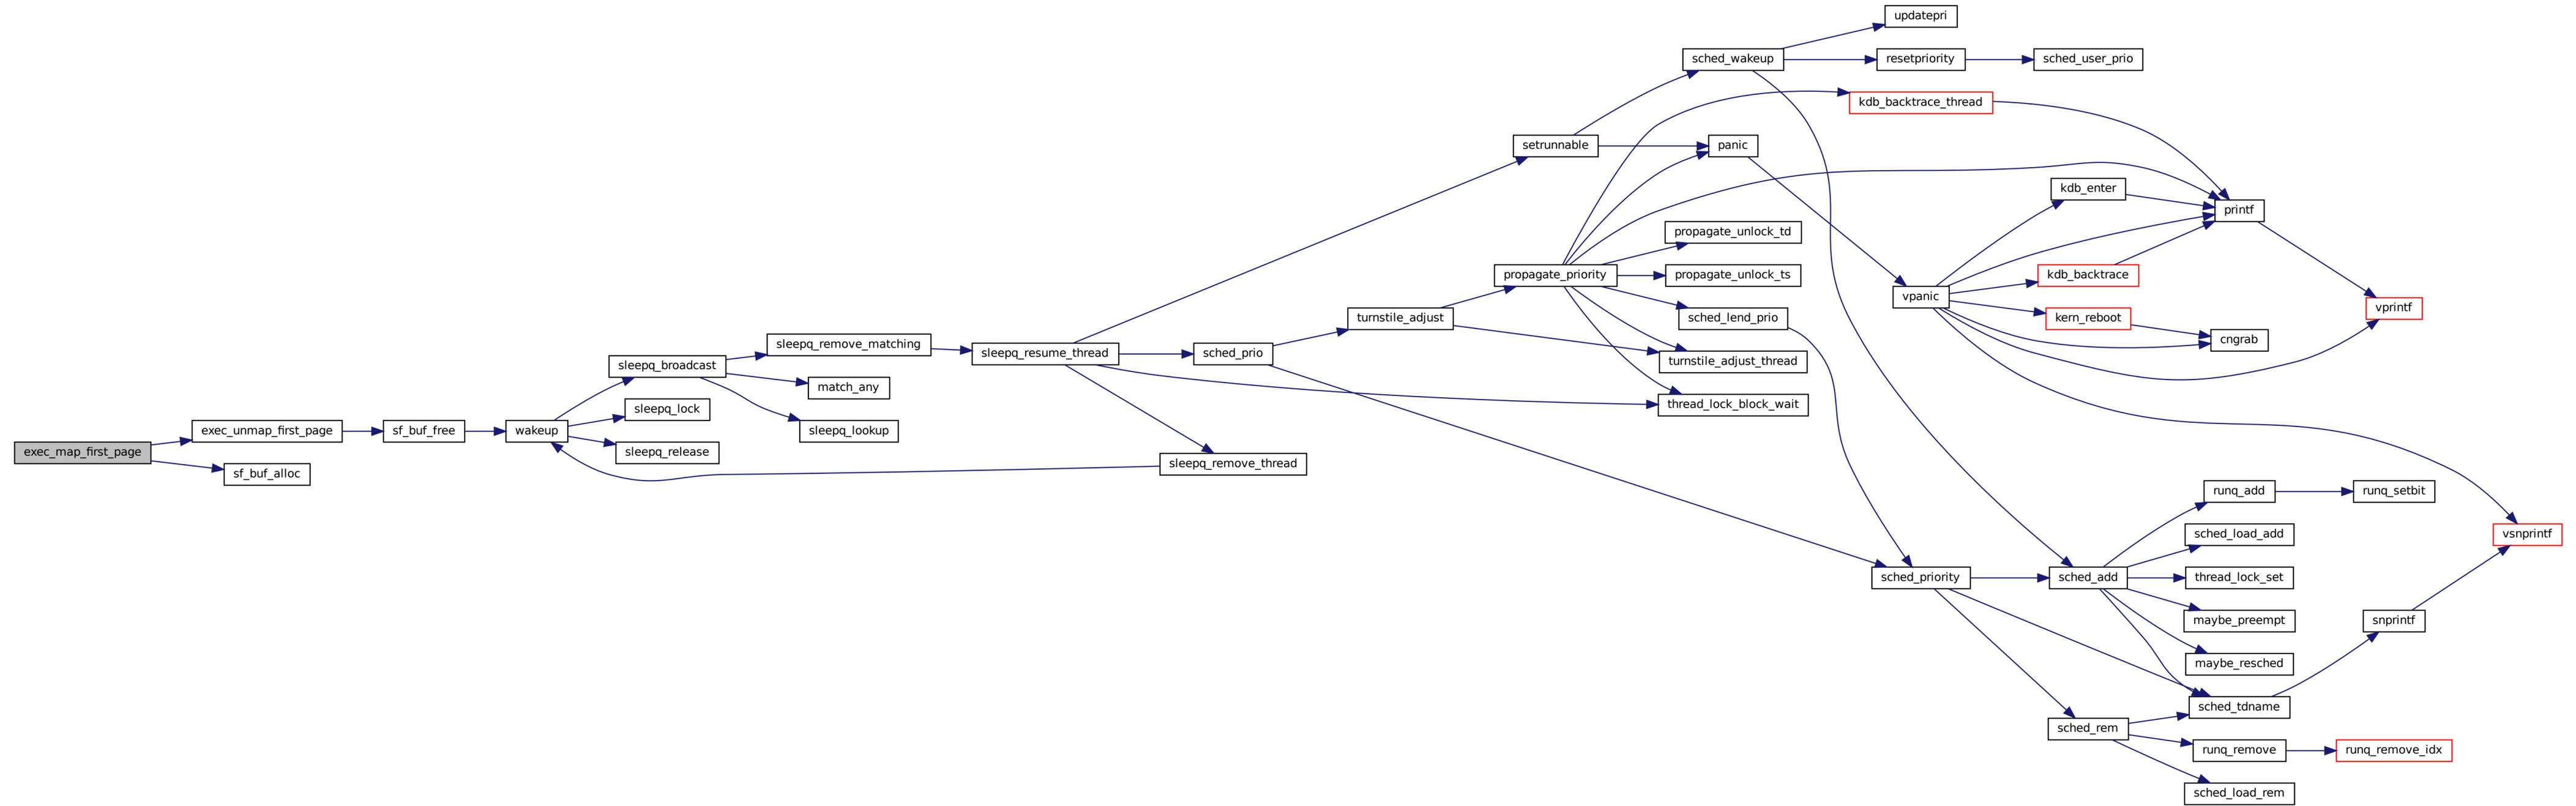 updatepri
sched_wakeup
resetpriority
sched_user_prio
kdb_backtrace_thread
setrunnable
panic
kdb_enter
printf
propagate_unlock_td
propagate_priority
propagate_unlock_ts
kdb_backtrace
vpanic
vprintf
turnstile_adjust
sched_lend_prio
kern_reboot
cngrab
sleepq_remove_matching
sleepq_resume_thread
sched_prio
turnstile_adjust_thread
sleepq_broadcast
match_any
thread_lock_block_wait
sleepq_lock
exec_unmap_first_page
sf_buf_free
wakeup
sleepq_lookup
exec_map_first_page
sleepq_release
sleepq_remove_thread
sf_buf_alloc
runq_add
runq_setbit
sched_load_add
vsnprintf
sched_priority
sched_add
thread_lock_set
maybe_preempt
snprintf
maybe_resched
sched_tdname
sched_rem
runq_remove
runq_remove_idx
sched_load_rem